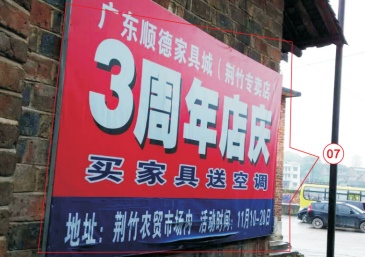 广东顺德家具城（荆竹专卖店）
3周年店庆
买家具送空调
地址：荆竹农贸市场内 活动时间：11月10-20日
07